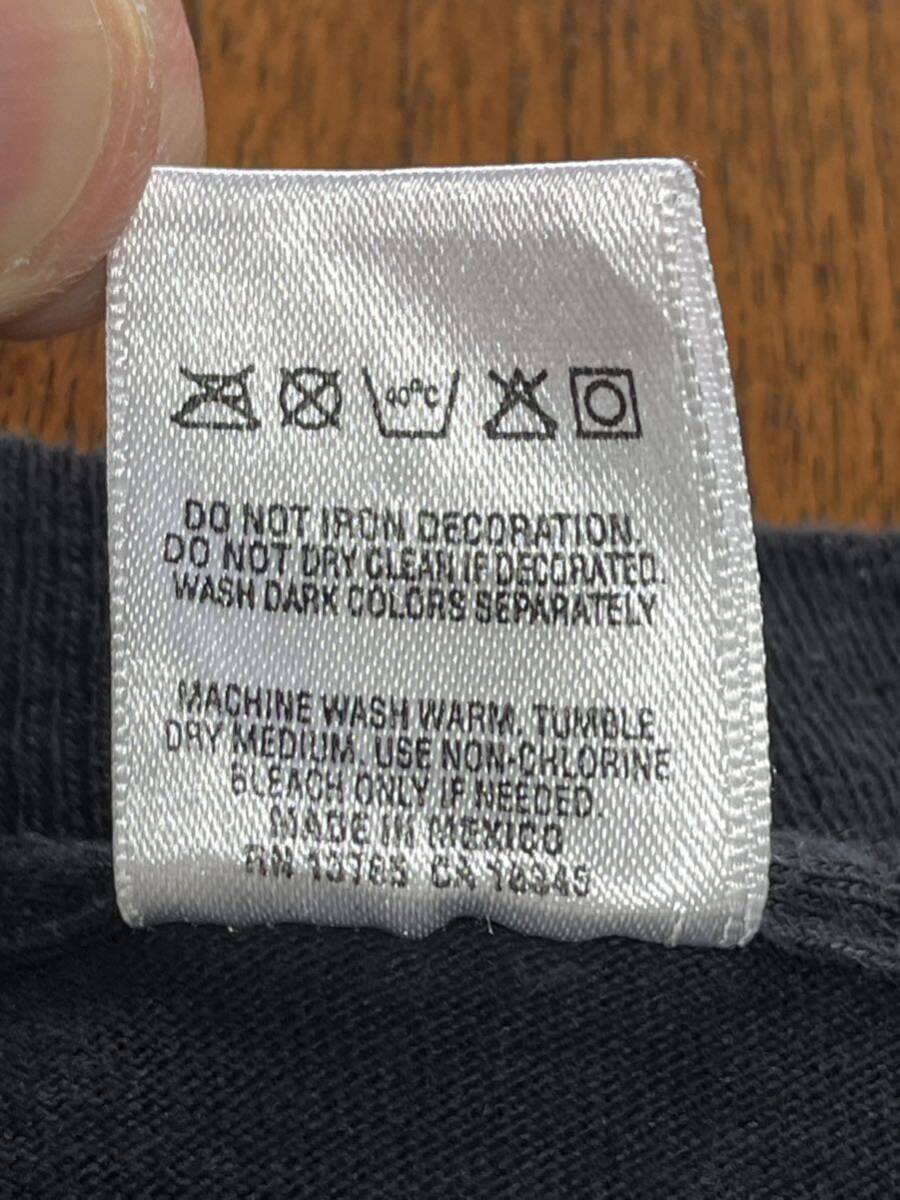 40°C
DO NOT IRON DECORATION.
DO NOT DRY CLEAN IF DECORATED.
WASH DARK COLORS SEPARATELY
MACHINE WASH WARM. TUMBLE
DRY MEDIUM. USE NON-CHLORINE
BLEACH ONLY IF NEEDED.
MADE IN MEXICO
RN 13765 CA 16945